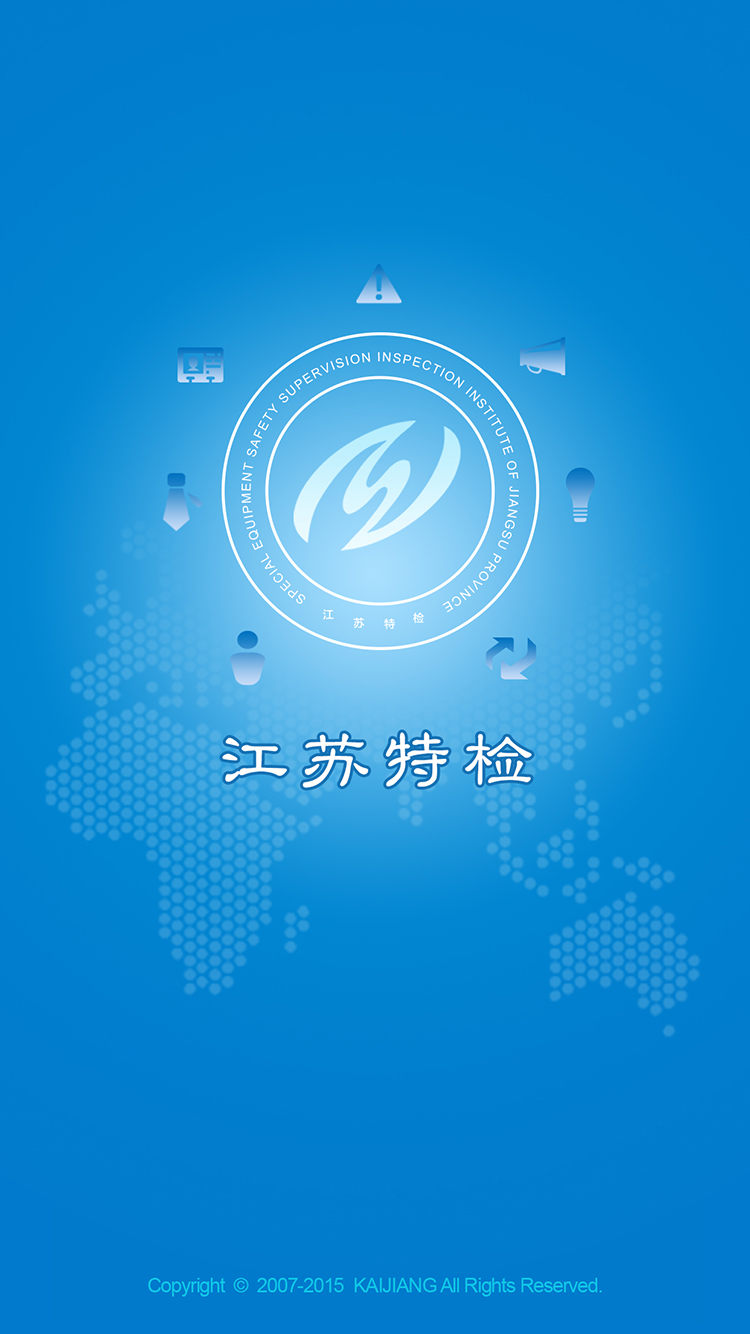 SPECIAL EQUIPMENT SAFETY SUPERVISION INSPECTION INSTITUTE OF JIANGSU PROVINCE
江苏特检
江苏特检
Copyright © 2007-2015 KAIJIANG All Rights Reserved.